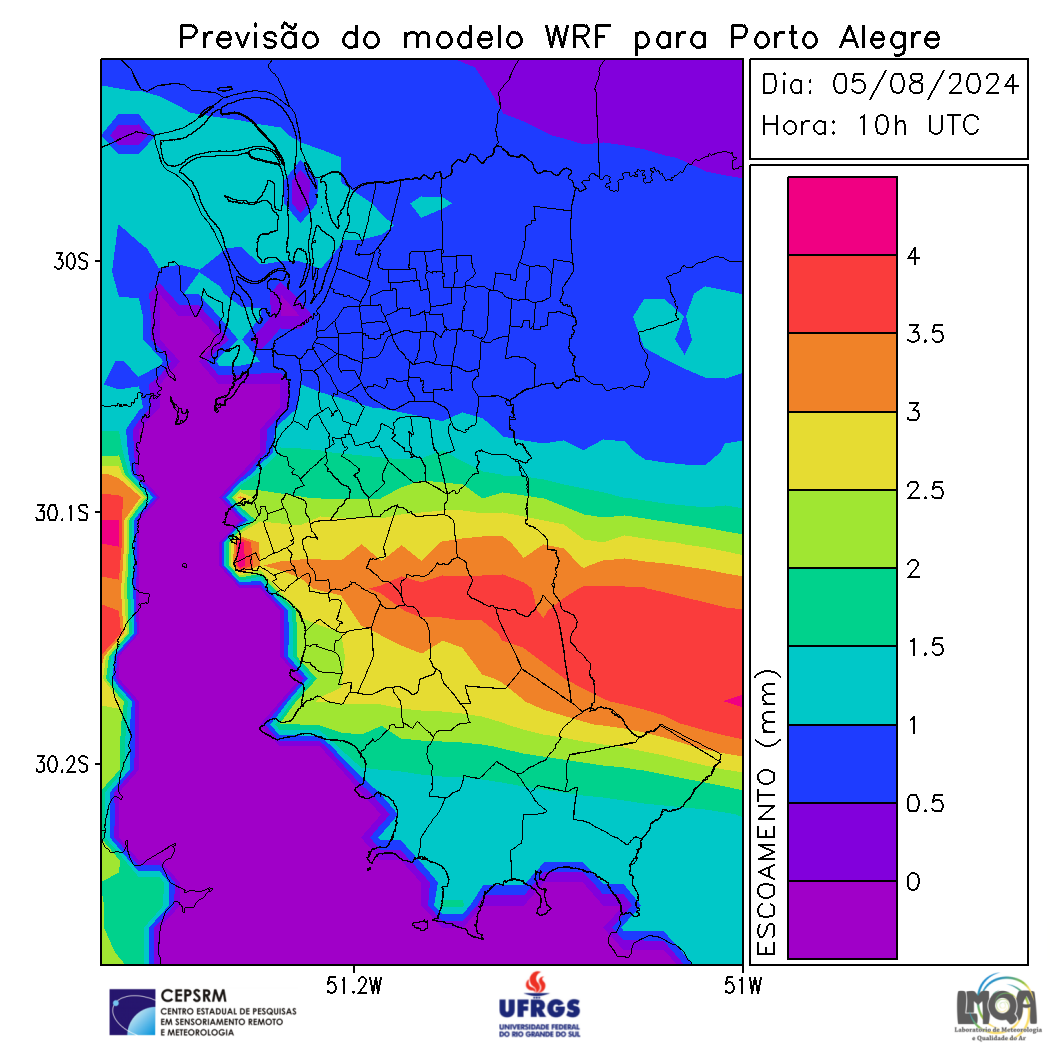 Previsão do modelo WRF para Porto Alegre
Dia: 05/08/2024
Hora: 10h UTC
4
3.5
3
2.5
2
1.5
1
0.5
0
ESCOAMENTO (mm)
30S
30.1S
30.2S
51.2W
51W
CEPSRM
CENTRO ESTADUAL DE PESQUISAS
EM SENSORIAMENTO REMOTO
E METEOROLOGIA
UFRGS
UNIVERSIDADE FEDERAL
DO RIO GRANDE DO SUL
LMQA
Laboratório de Meteorologia
e Qualidade do Ar